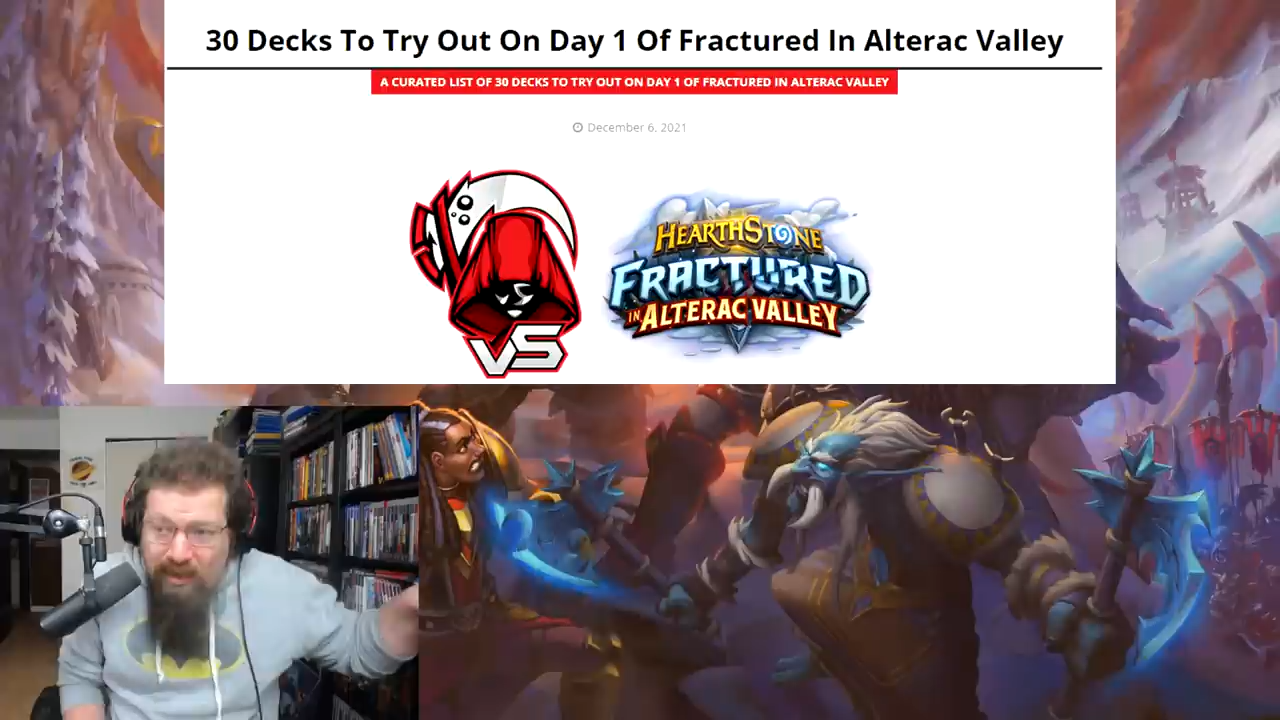 30 Decks To Try Out On Day 1 Of Fractured In Alterac Valley
A CURATED LIST OF 30 DECKS TO TRY OUT ON DAY 1 OF FRACTURED IN ALTERAC VALLEY
December 6, 2021
VS
HEARTHSTONE
FRACTURED
IN ALTERAC VALLEY